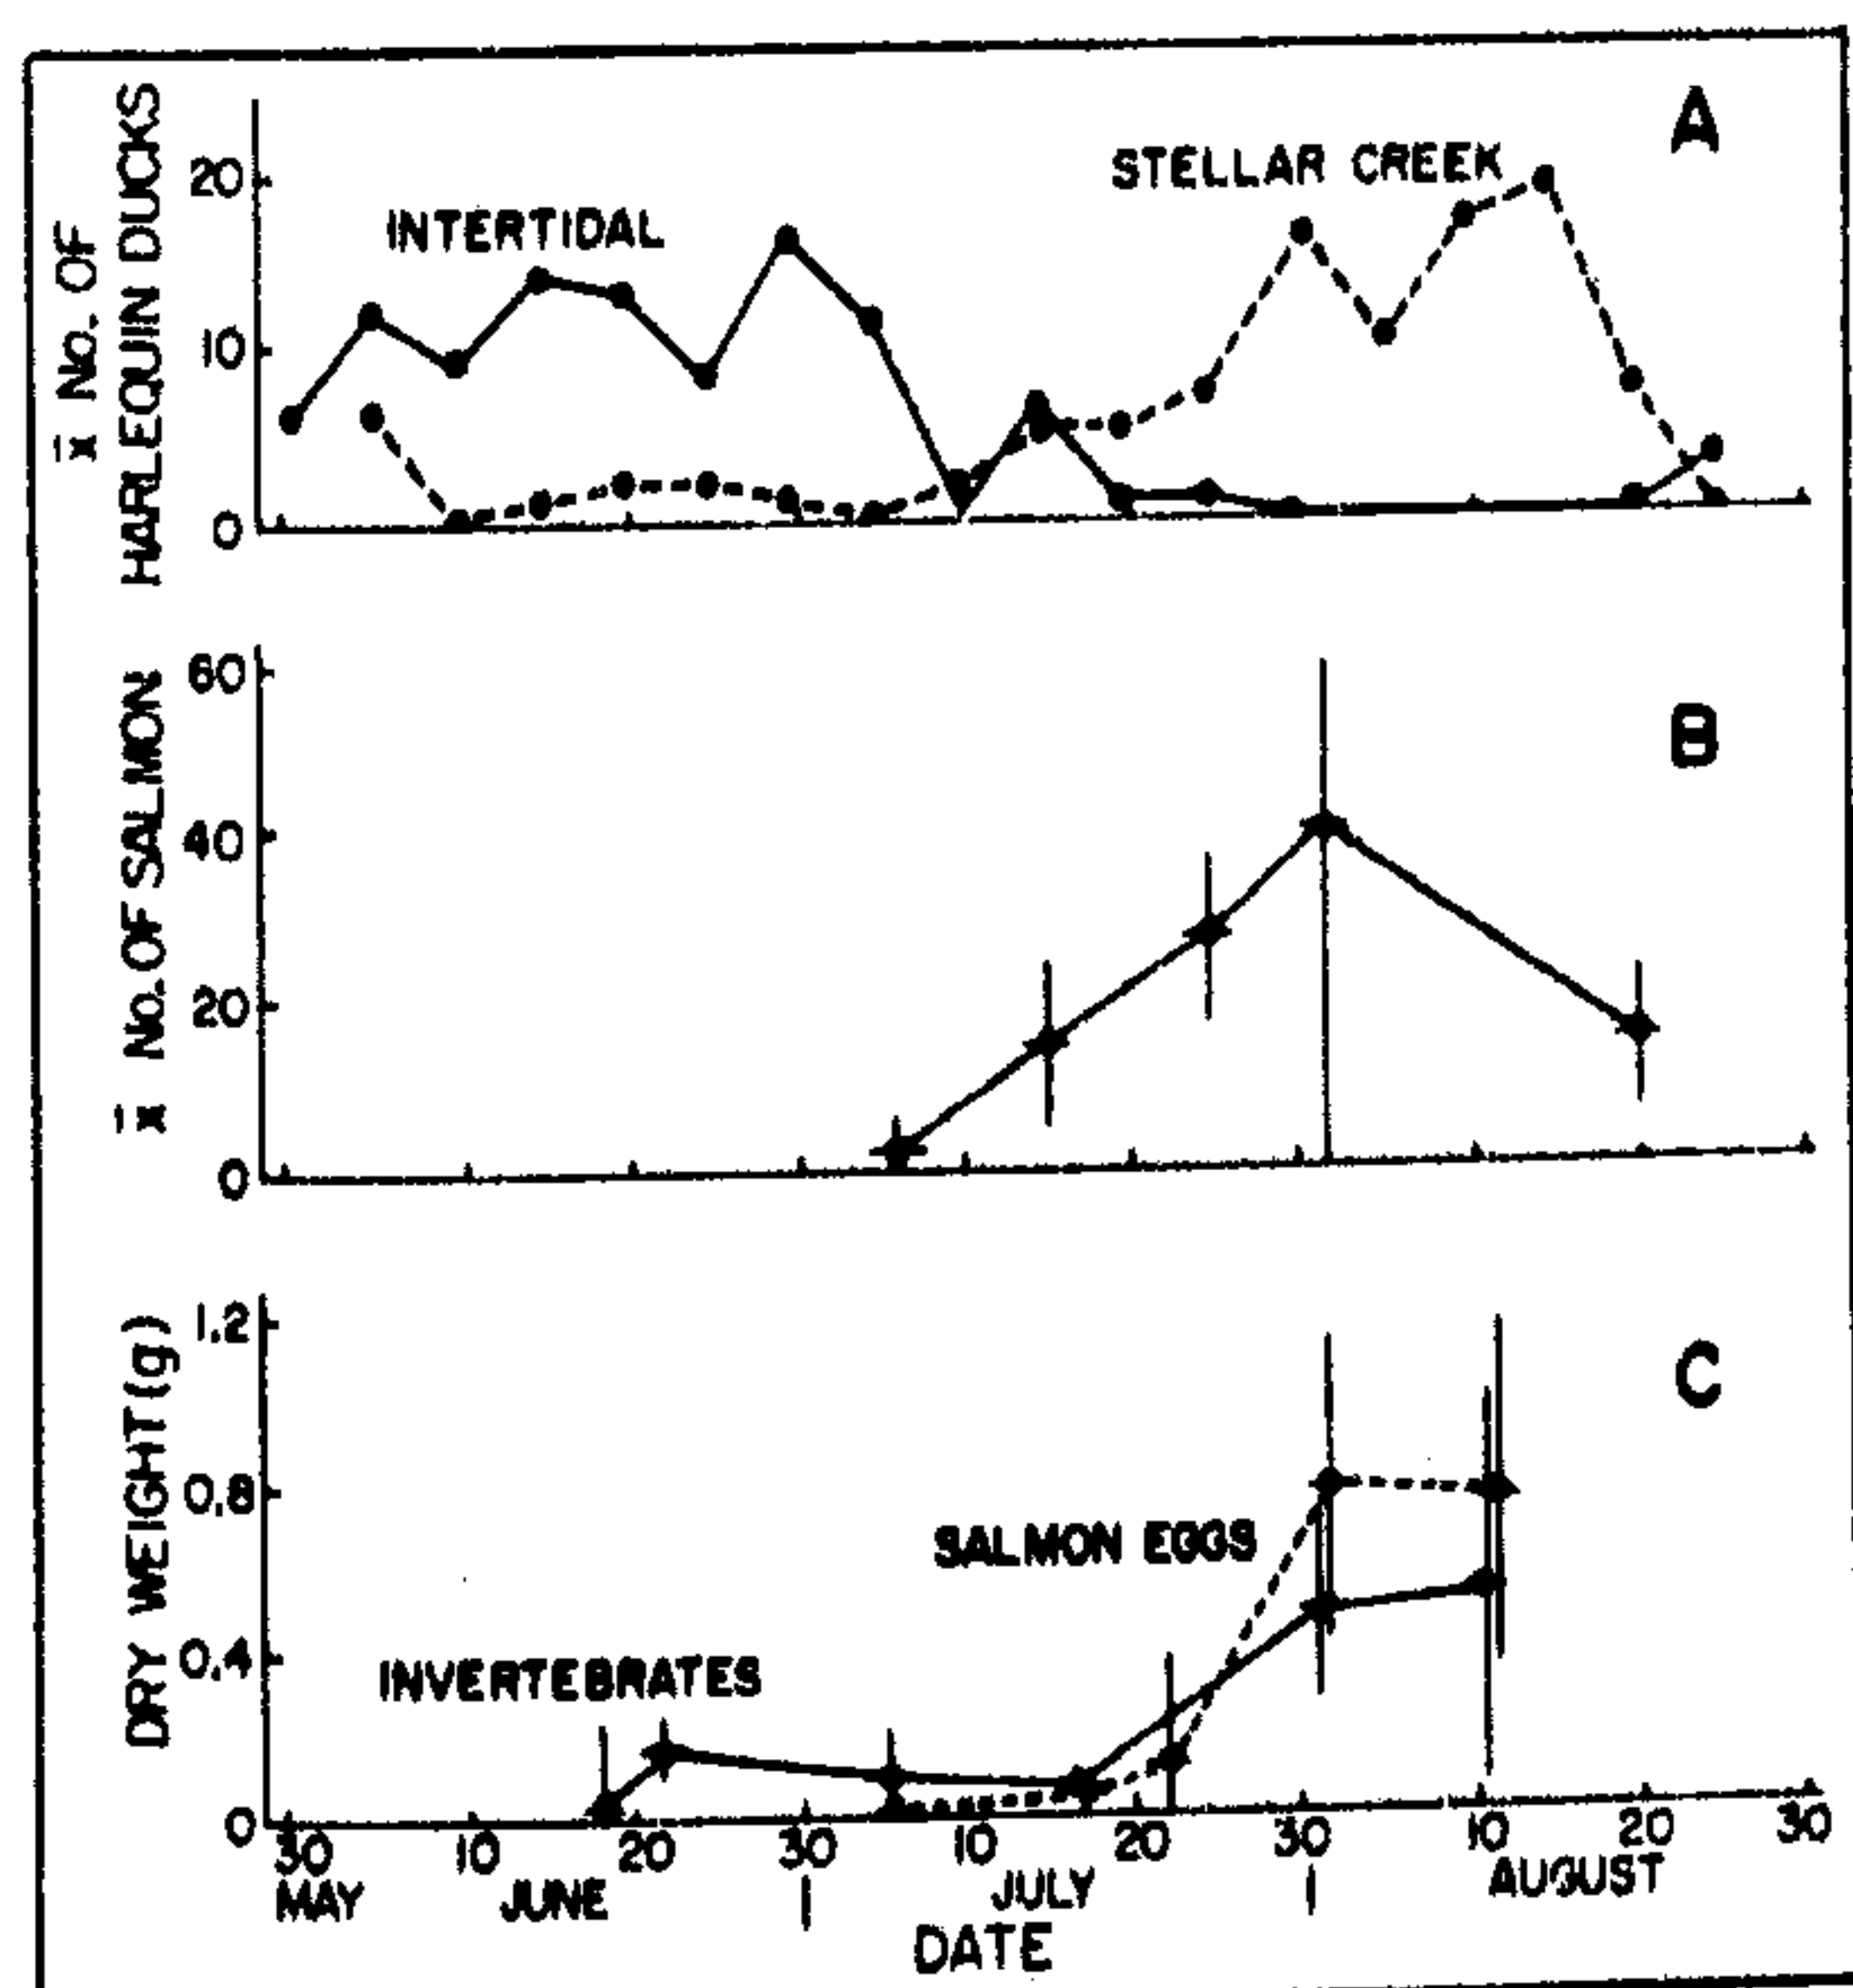 A
x̄ No. OF
HARLEQUIN DUCKS
20
10
0
INTERTIDAL
STELLAR CREEK
B
x̄ No. OF SALMON
60
40
20
0
C
DRY WEIGHT (g)
1.2
0.8
0.4
0
SALMON EGGS
INVERTEBRATES
30 10 20 30 10 20 30 10 20 30
MAY JUNE JULY AUGUST
DATE